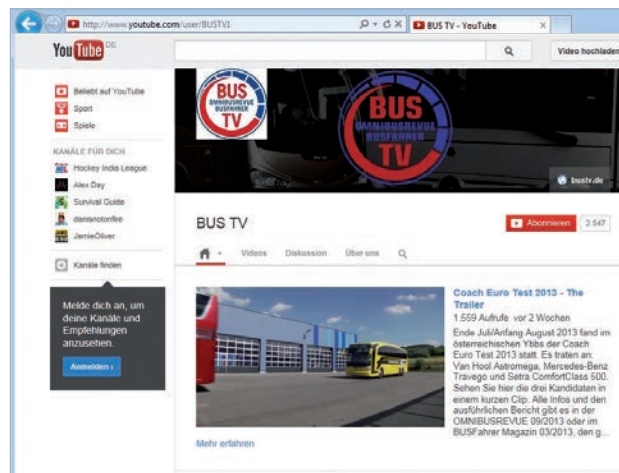 http://www.youtube.com/user/BUSTV1
BUS TV - YouTube
YouTube DE
Video hochladen
Beliebt auf YouTube
Sport
Spiele
KANÄLE FÜR DICH
Hockey India League
Alex Day
Survival Guide
danisnotonfire
JamieOliver
Kanäle finden
Melde dich an, um
deine Kanäle und
Empfehlungen
anzusehen.
Anmelden ›
BUS
OMNIBUSREVUE
BUSFAHRER
TV
BUS
OMNIBUSREVUE
BUSFAHRER
TV
bustv.de
BUS TV
Abonnieren
2.547
Videos
Diskussion
Über uns
Coach Euro Test 2013 - The
Trailer
1.559 Aufrufe vor 2 Wochen
Ende Juli/Anfang August 2013 fand im
österreichischen Ybbs der Coach
Euro Test 2013 statt. Es traten an:
Van Hool Astromega, Mercedes-Benz
Travego und Setra ComfortClass 500.
Sehen Sie hier die drei Kandidaten in
einem kurzen Clip. Alle Infos und den
ausführlichen Bericht gibt es in der
OMNIBUSREVUE 09/2013 oder im
BUSFahrer Magazin 03/2013, den g...
Mehr erfahren